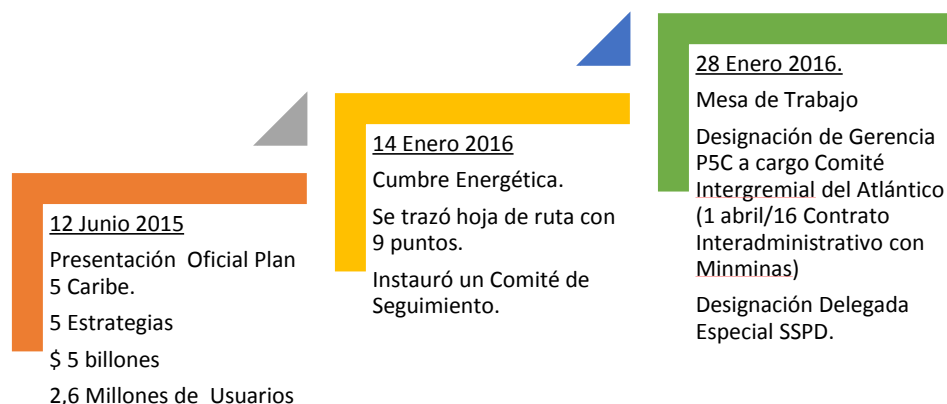 12 Junio 2015
Presentación Oficial Plan
5 Caribe.
5 Estrategias
$ 5 billones
2,6 Millones de Usuarios
14 Enero 2016
Cumbre Energética.
Se trazó hoja de ruta con
9 puntos.
Instauró un Comité de
Seguimiento.
28 Enero 2016.
Mesa de Trabajo
Designación de Gerencia
P5C a cargo Comité
Intergremial del Atlántico
(1 abril/16 Contrato
Interadministrativo con
Minminas)
Designación Delegada
Especial SSPD.